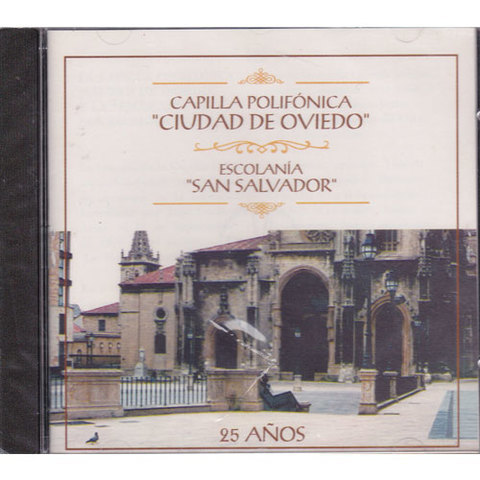 CAPILLA POLIFÓNICA
"CIUDAD DE OVIEDO"
ESCOLANÍA
"SAN SALVADOR"
25 AÑOS